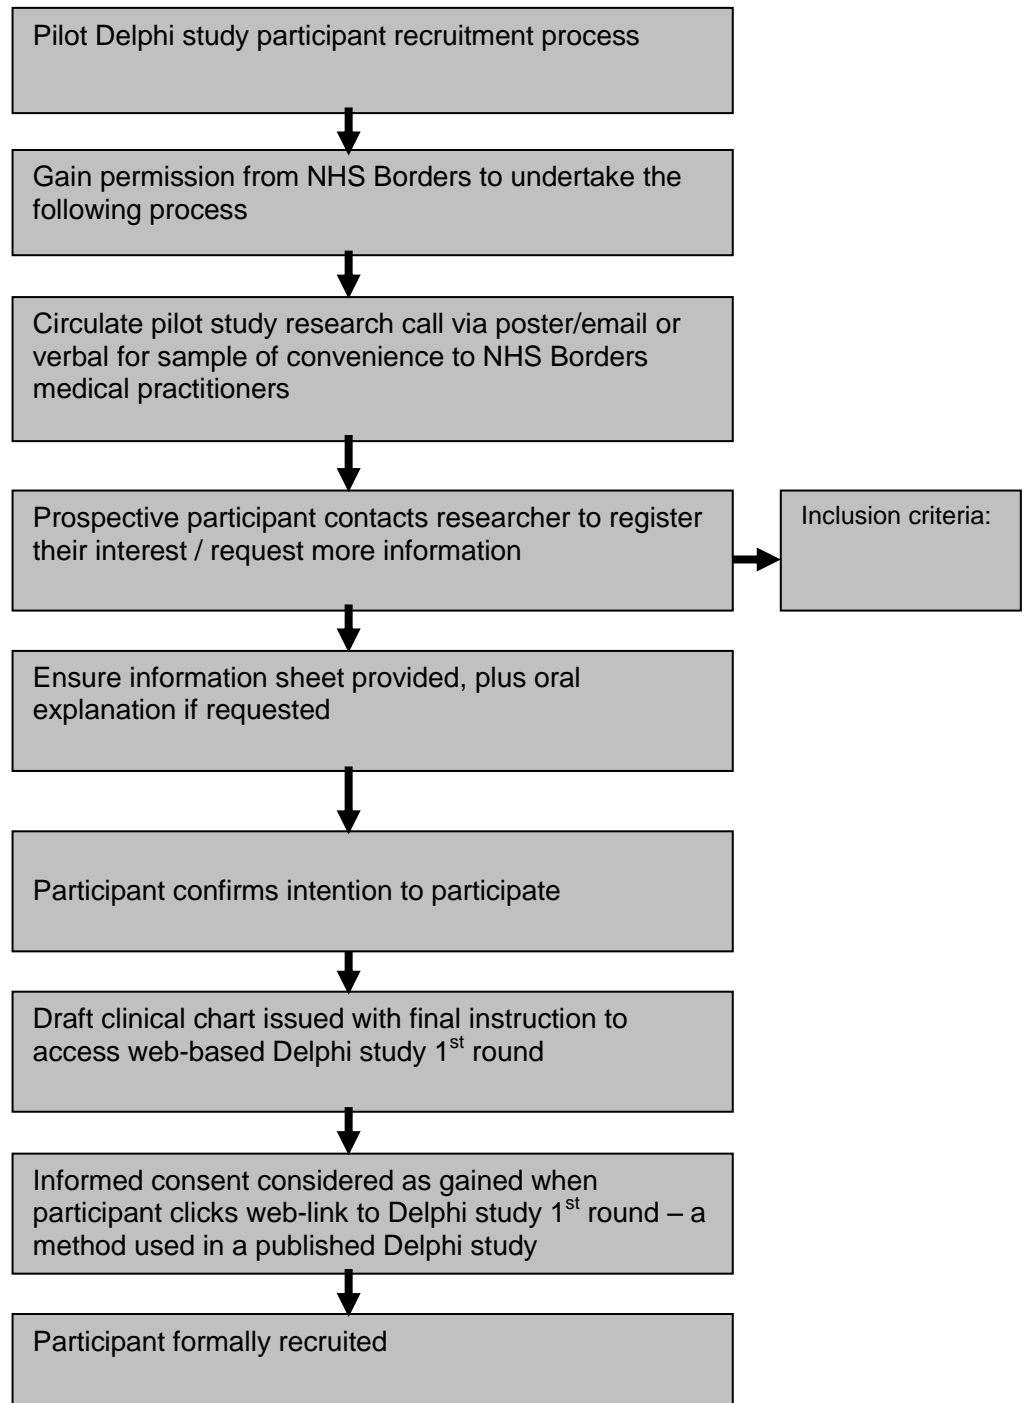 Pilot Delphi study participant recruitment process
Gain permission from NHS Borders to undertake the
following process
Circulate pilot study research call via poster/email or
verbal for sample of convenience to NHS Borders
medical practitioners
Prospective participant contacts researcher to register
their interest / request more information
Inclusion criteria:
Ensure information sheet provided, plus oral
explanation if requested
Participant confirms intention to participate
Draft clinical chart issued with final instruction to
access web-based Delphi study 1st round
Informed consent considered as gained when
participant clicks web-link to Delphi study 1st round – a
method used in a published Delphi study
Participant formally recruited